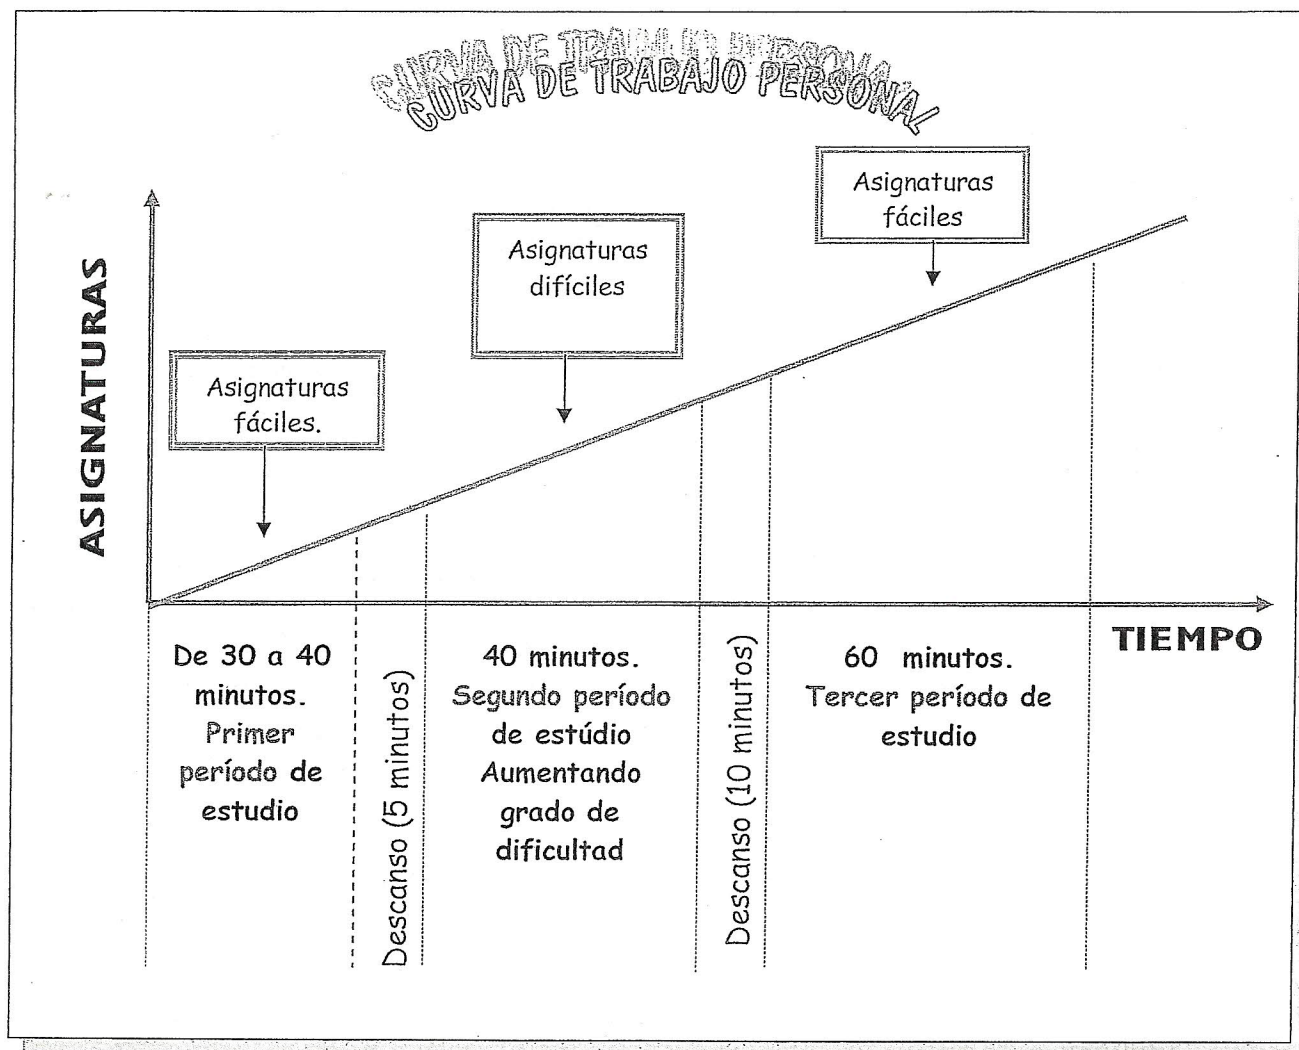 CURVA DE TRABAJO PERSONAL
Asignaturas
fáciles
Asignaturas
difíciles
Asignaturas
fáciles.
ASIGNATURAS
TIEMPO
De 30 a 40
minutos.
Primer
período de
estudio
Descanso (5 minutos)
40 minutos.
Segundo período
de estúdio
Aumentando
grado de
dificultad
Descanso (10 minutos)
60 minutos.
Tercer período de
estudio